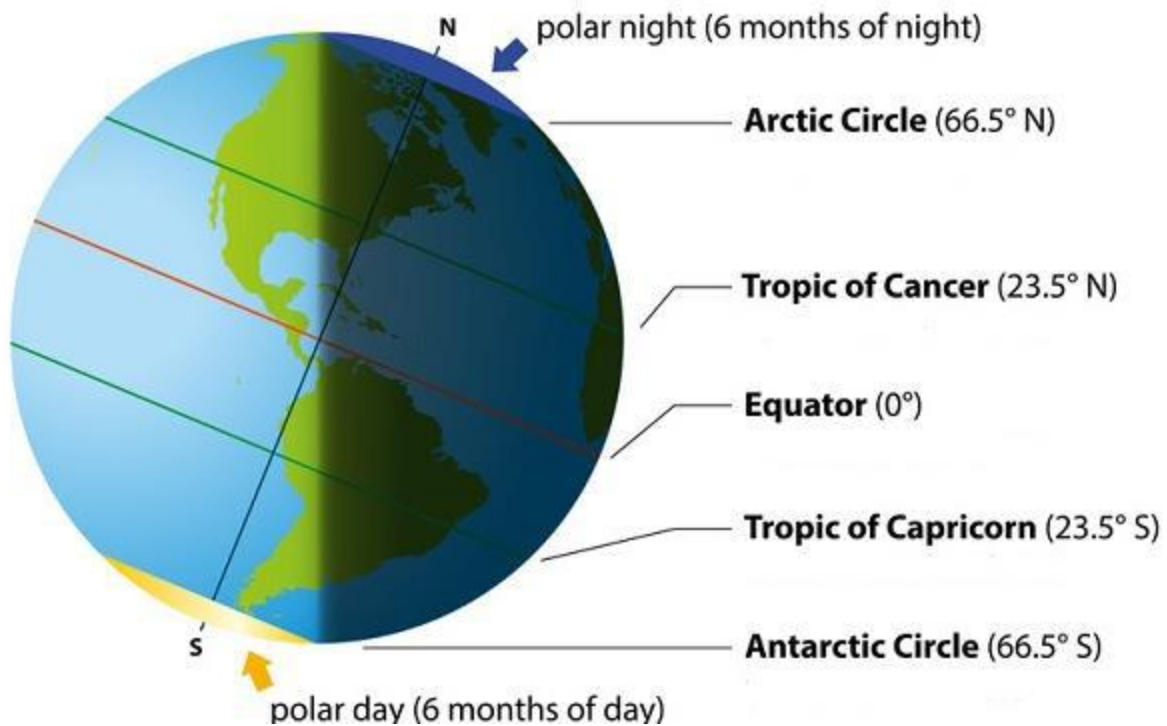 N
polar night (6 months of night)
Arctic Circle (66.5° N)
Tropic of Cancer (23.5° N)
Equator (0°)
Tropic of Capricorn (23.5° S)
Antarctic Circle (66.5° S)
S
polar day (6 months of day)